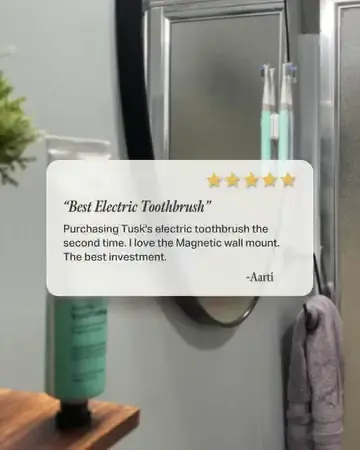 “Best Electric Toothbrush”
Purchasing Tusk's electric toothbrush the
second time. I love the Magnetic wall mount.
The best investment.
-Aarti